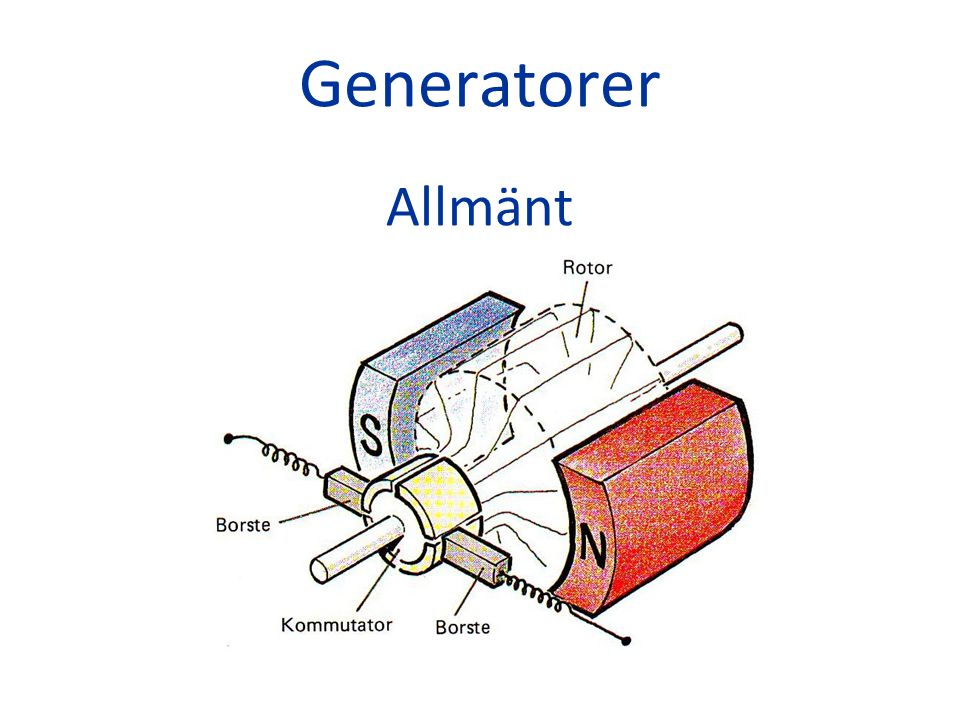 Generatorer
Allmänt
Rotor
S
Borste
N
Kommutator
Borste